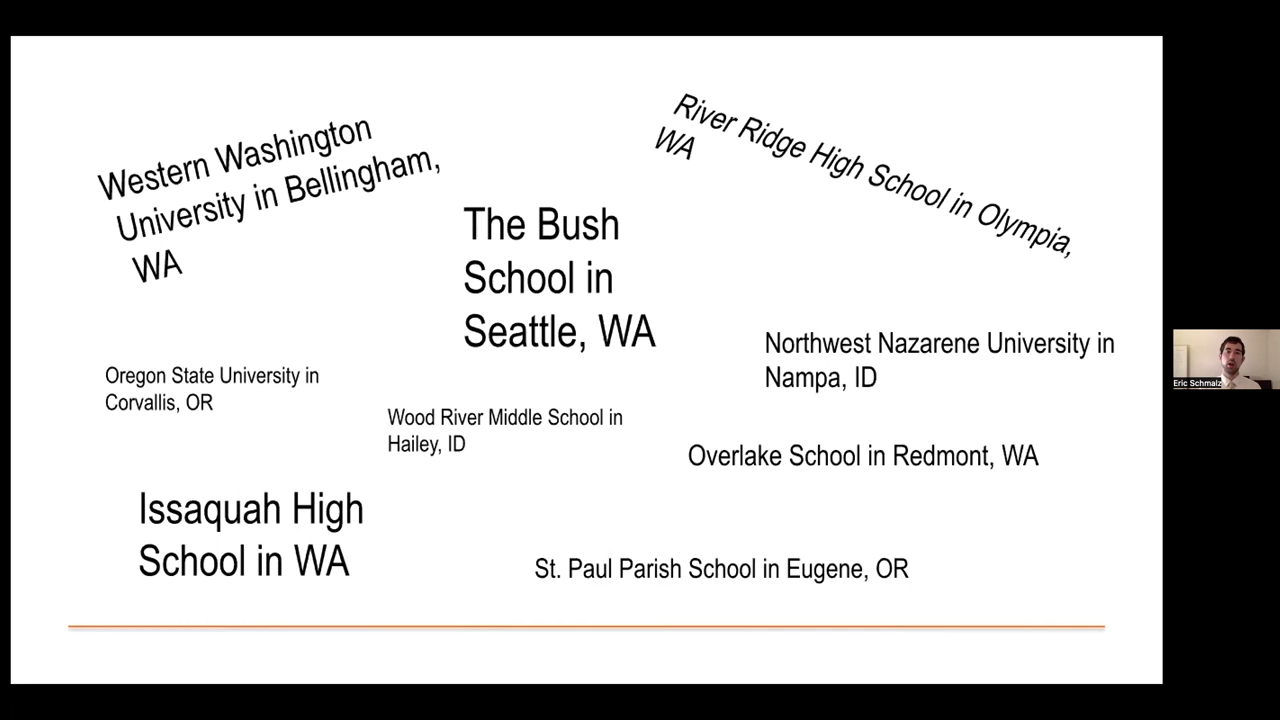 Western Washington
University in Bellingham,
WA
River Ridge High School in Olympia,
WA
The Bush
School in
Seattle, WA
Northwest Nazarene University in
Nampa, ID
Oregon State University in
Corvallis, OR
Wood River Middle School in
Hailey, ID
Overlake School in Redmont, WA
Issaquah High
School in WA
St. Paul Parish School in Eugene, OR
Eric Schmalz